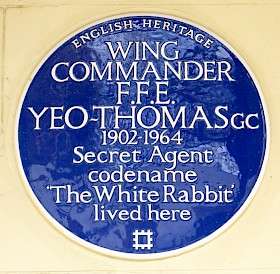 ENGLISH HERITAGE
WING
COMMANDER
F.F.E.
YEO-THOMAS GC
1902-1964
Secret Agent
codename
'The White Rabbit'
lived here